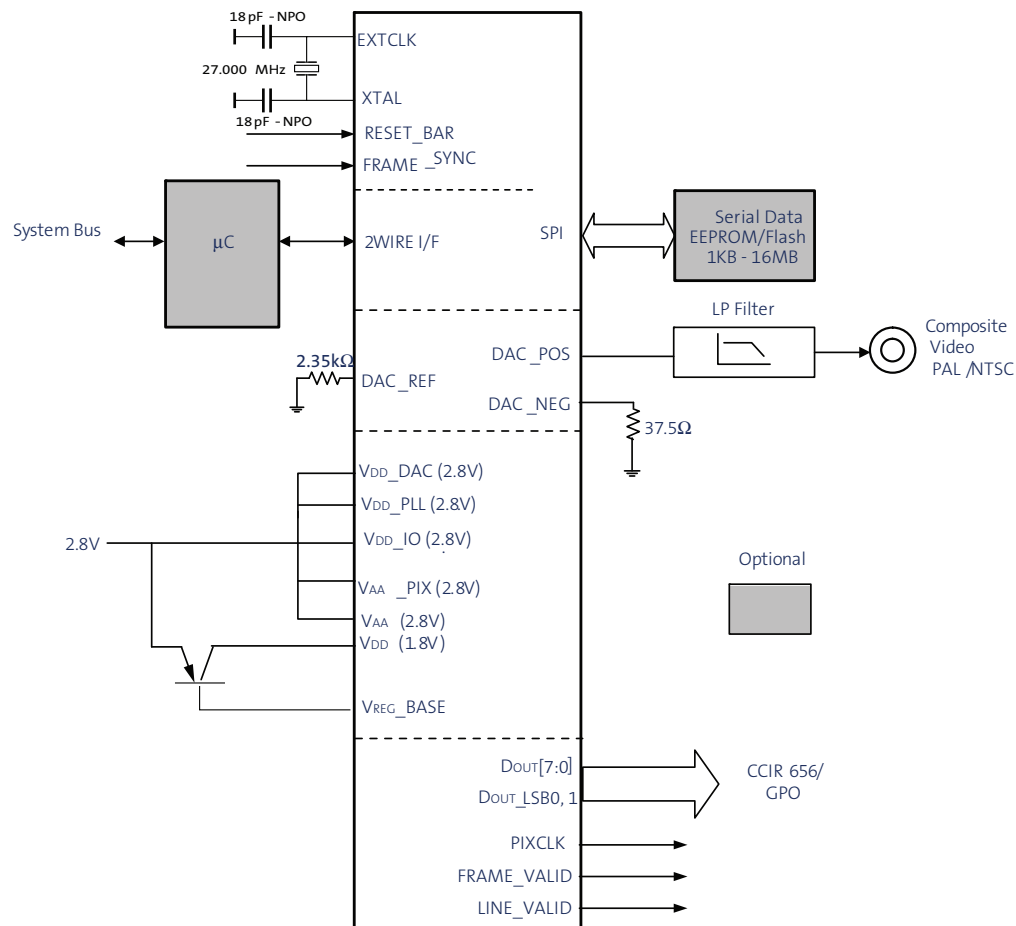 18pF -NPO
EXTCLK
27.000 MHz
XTAL
18pF -NPO
RESET_BAR
FRAME _SYNC
System Bus
µC
2WIRE I/F
SPI
Serial Data
EEPROM/Flash
1KB - 16MB
LP Filter
2.35kΩ
DAC_REF
DAC_POS
Composite
Video
PAL /NTSC
DAC _NEG
37.5Ω
VDD_DAC (2.8V)
VDD_PLL (2.8V)
2.8V
VDD_IO (2.8V)
VAA _PIX (2.8V)
VAA (2.8V)
VDD (1.8V)
VREG_BASE
Optional
DOUT[7:0]
DOUT_LSB0, 1
CCIR 656/
GPO
PIXCLK
FRAME_VALID
LINE_VALID